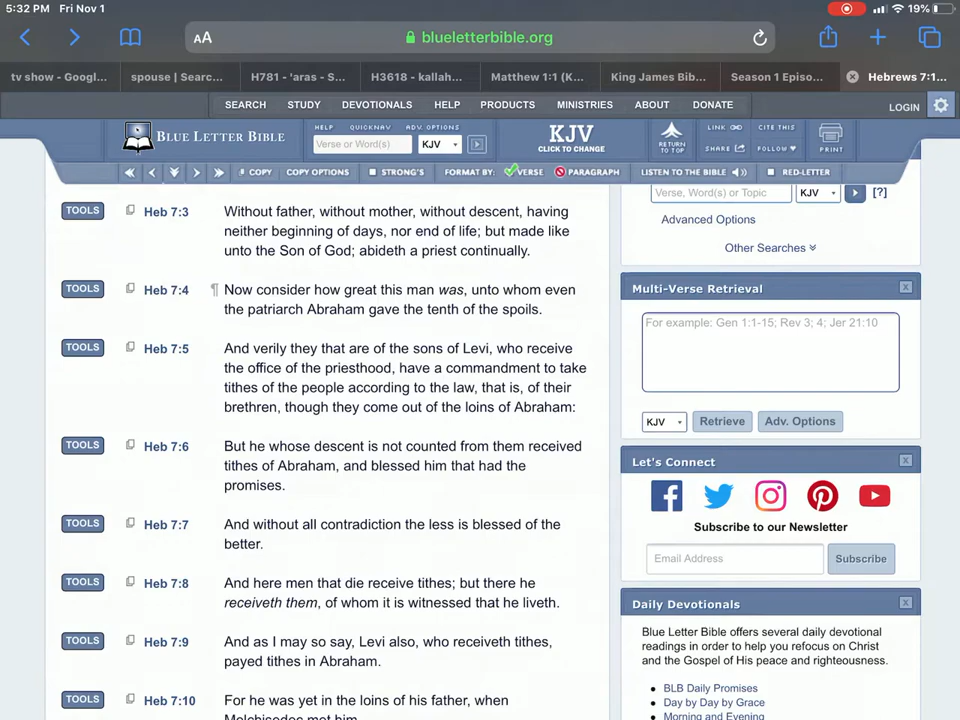 5:32 PM Fri Nov 1 19%
AA blueletterbible.org
tv show - Googl... spouse | Searc... H781 - 'aras - S... H3618 - kallah... Matthew 1:1 (K... King James Bib... Season 1 Episo... Hebrews 7:1...
SEARCH STUDY DEVOTIONALS HELP PRODUCTS MINISTRIES ABOUT DONATE LOGIN
BLUE LETTER BIBLE
HELP QUICKNAV ADV. OPTIONS
Verse or Word(s) KJV
KJV
CLICK TO CHANGE
RETURN TO TOP
LINK CITE THIS
SHARE FOLLOW
PRINT
COPY COPY OPTIONS STRONG'S FORMAT BY: VERSE PARAGRAPH LISTEN TO THE BIBLE RED-LETTER
TOOLS Heb 7:3 Without father, without mother, without descent, having
neither beginning of days, nor end of life; but made like
unto the Son of God; abideth a priest continually.
TOOLS Heb 7:4 ¶ Now consider how great this man was, unto whom even
the patriarch Abraham gave the tenth of the spoils.
TOOLS Heb 7:5 And verily they that are of the sons of Levi, who receive
the office of the priesthood, have a commandment to take
tithes of the people according to the law, that is, of their
brethren, though they come out of the loins of Abraham:
TOOLS Heb 7:6 But he whose descent is not counted from them received
tithes of Abraham, and blessed him that had the
promises.
TOOLS Heb 7:7 And without all contradiction the less is blessed of the
better.
TOOLS Heb 7:8 And here men that die receive tithes; but there he
receiveth them, of whom it is witnessed that he liveth.
TOOLS Heb 7:9 And as I may so say, Levi also, who receiveth tithes,
payed tithes in Abraham.
TOOLS Heb 7:10 For he was yet in the loins of his father, when
Melchisedec met him.
Verse, Word(s) or Topic KJV [?]
Advanced Options
Other Searches
Multi-Verse Retrieval
For example: Gen 1:1-15; Rev 3; 4; Jer 21:10
KJV Retrieve Adv. Options
Let's Connect
Subscribe to our Newsletter
Email Address Subscribe
Daily Devotionals
Blue Letter Bible offers several daily devotional
readings in order to help you refocus on Christ
and the Gospel of His peace and righteousness.
BLB Daily Promises
Day by Day by Grace
Morning and Evening